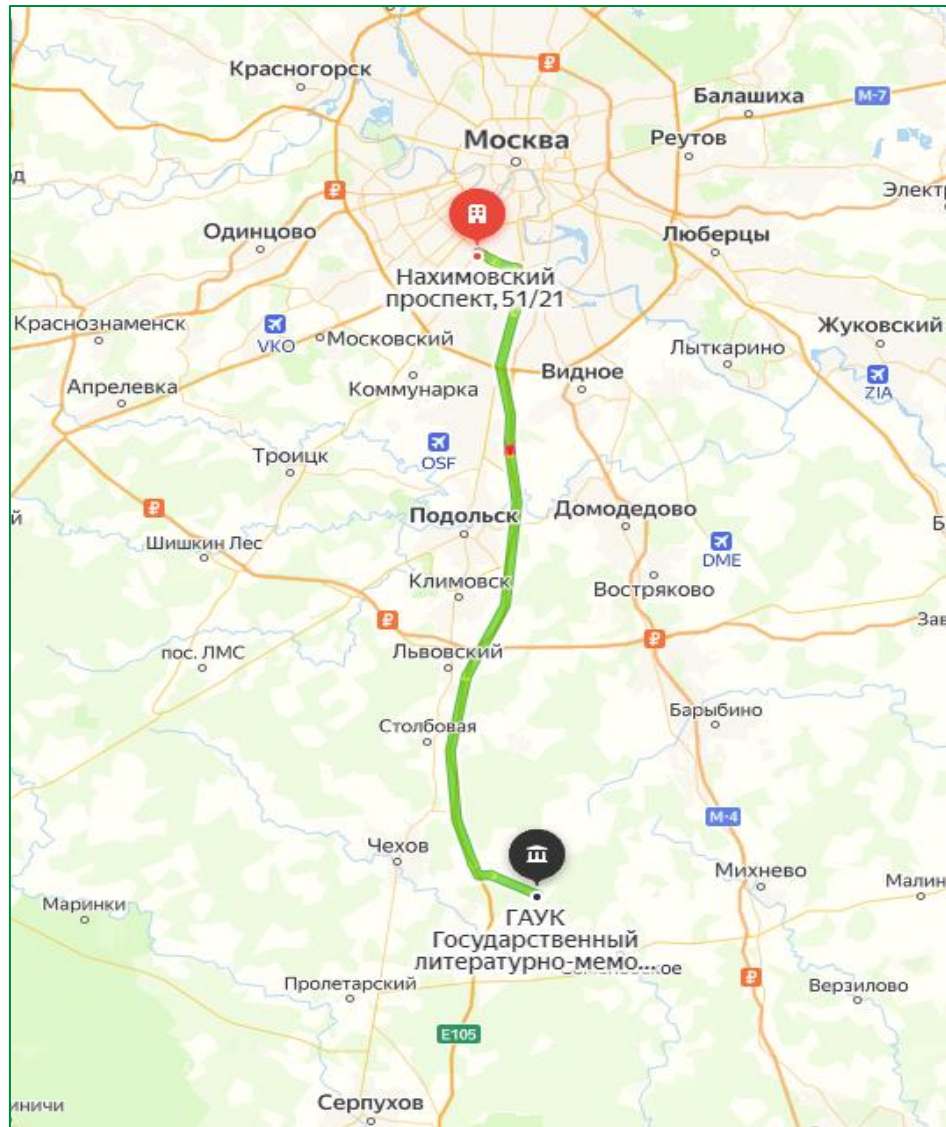 Красногорск
₽
Балашиха
М-7
Москва
Реутов
д
₽
Электр
Одинцово
Люберцы
Нахимовский
проспект, 51/21
Краснознаменск
VKO
Московский
Жуковский
Лыткарино
Видное
Апрелевка
Коммунарка
ZIA
Троицк
OSF
₽
Подольск
Домодедово
й
Б
Шишкин Лес
DME
Климовск
Востряково
₽
Зав
₽
пос. ЛМС
Львовский
Барыбино
Столбовая
М-4
Чехов
Михнево
Малин
Маринки
ГАУК
Государственный
литературно-мемо...
Пролетарский
₽
Верзилово
E105
Серпухов
иничи